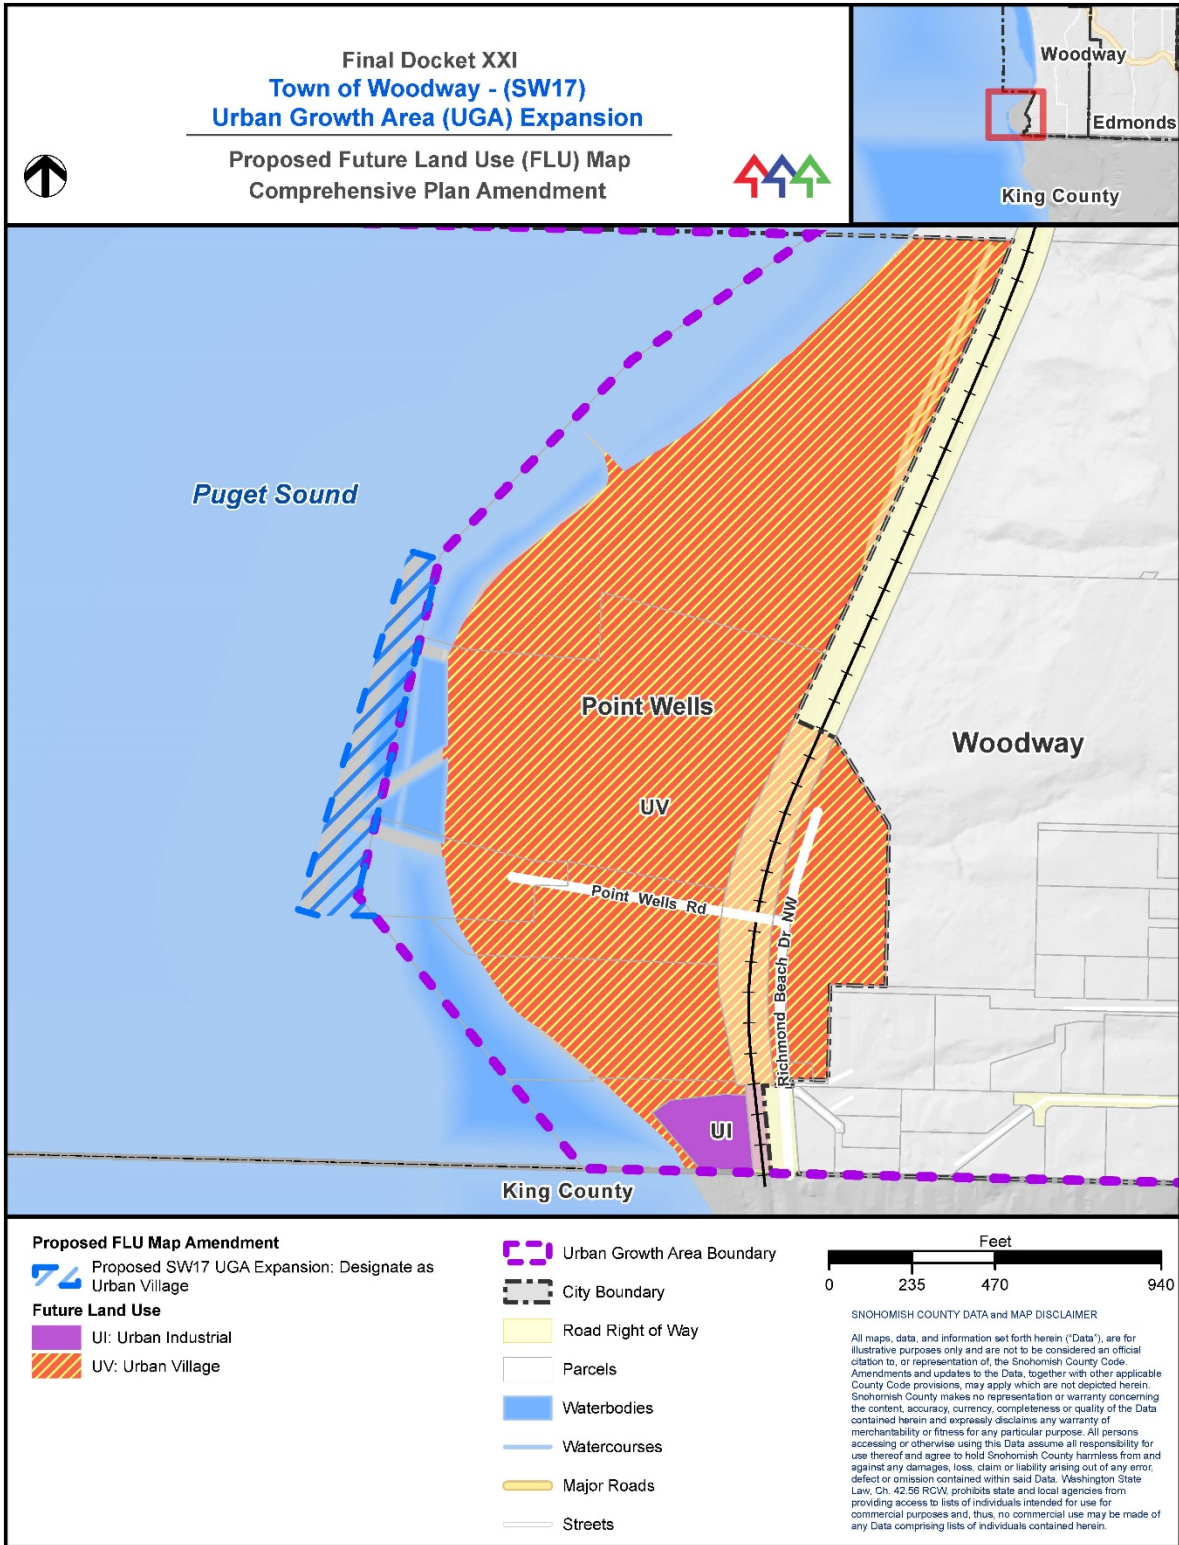 Final Docket XXI
Town of Woodway - (SW17)
Urban Growth Area (UGA) Expansion
Proposed Future Land Use (FLU) Map
Comprehensive Plan Amendment
Woodway
Edmonds
King County
Puget Sound
Point Wells
Woodway
UV
Point Wells Rd
Richmond Beach Dr NW
UI
King County
Proposed FLU Map Amendment
Proposed SW17 UGA Expansion: Designate as
Urban Village
Future Land Use
UI: Urban Industrial
UV: Urban Village
Urban Growth Area Boundary
City Boundary
Road Right of Way
Parcels
Waterbodies
Watercourses
Major Roads
Streets
Feet
0 235 470 940
SNOHOMISH COUNTY DATA and MAP DISCLAIMER
All maps, data, and information set forth herein ("Data"), are for
illustrative purposes only and are not to be considered an official
citation to, or representation of, the Snohomish County Code.
Amendments and updates to the Data, together with other applicable
County Code provisions, may apply which are not depicted herein.
Snohomish County makes no representation or warranty concerning
the content, accuracy, currency, completeness or quality of the Data
contained herein and expressly disclaims any warranty of
merchantability or fitness for any particular purpose. All persons
accessing or otherwise using this Data assume all responsibility for
use thereof and agree to hold Snohomish County harmless from and
against any damages, loss, claim or liability arising out of any error,
defect or omission contained within said Data. Washington State
Law, Ch. 42.56 RCW, prohibits state and local agencies from
providing access to lists of individuals intended for use for
commercial purposes and, thus, no commercial use may be made of
any Data comprising lists of individuals contained herein.